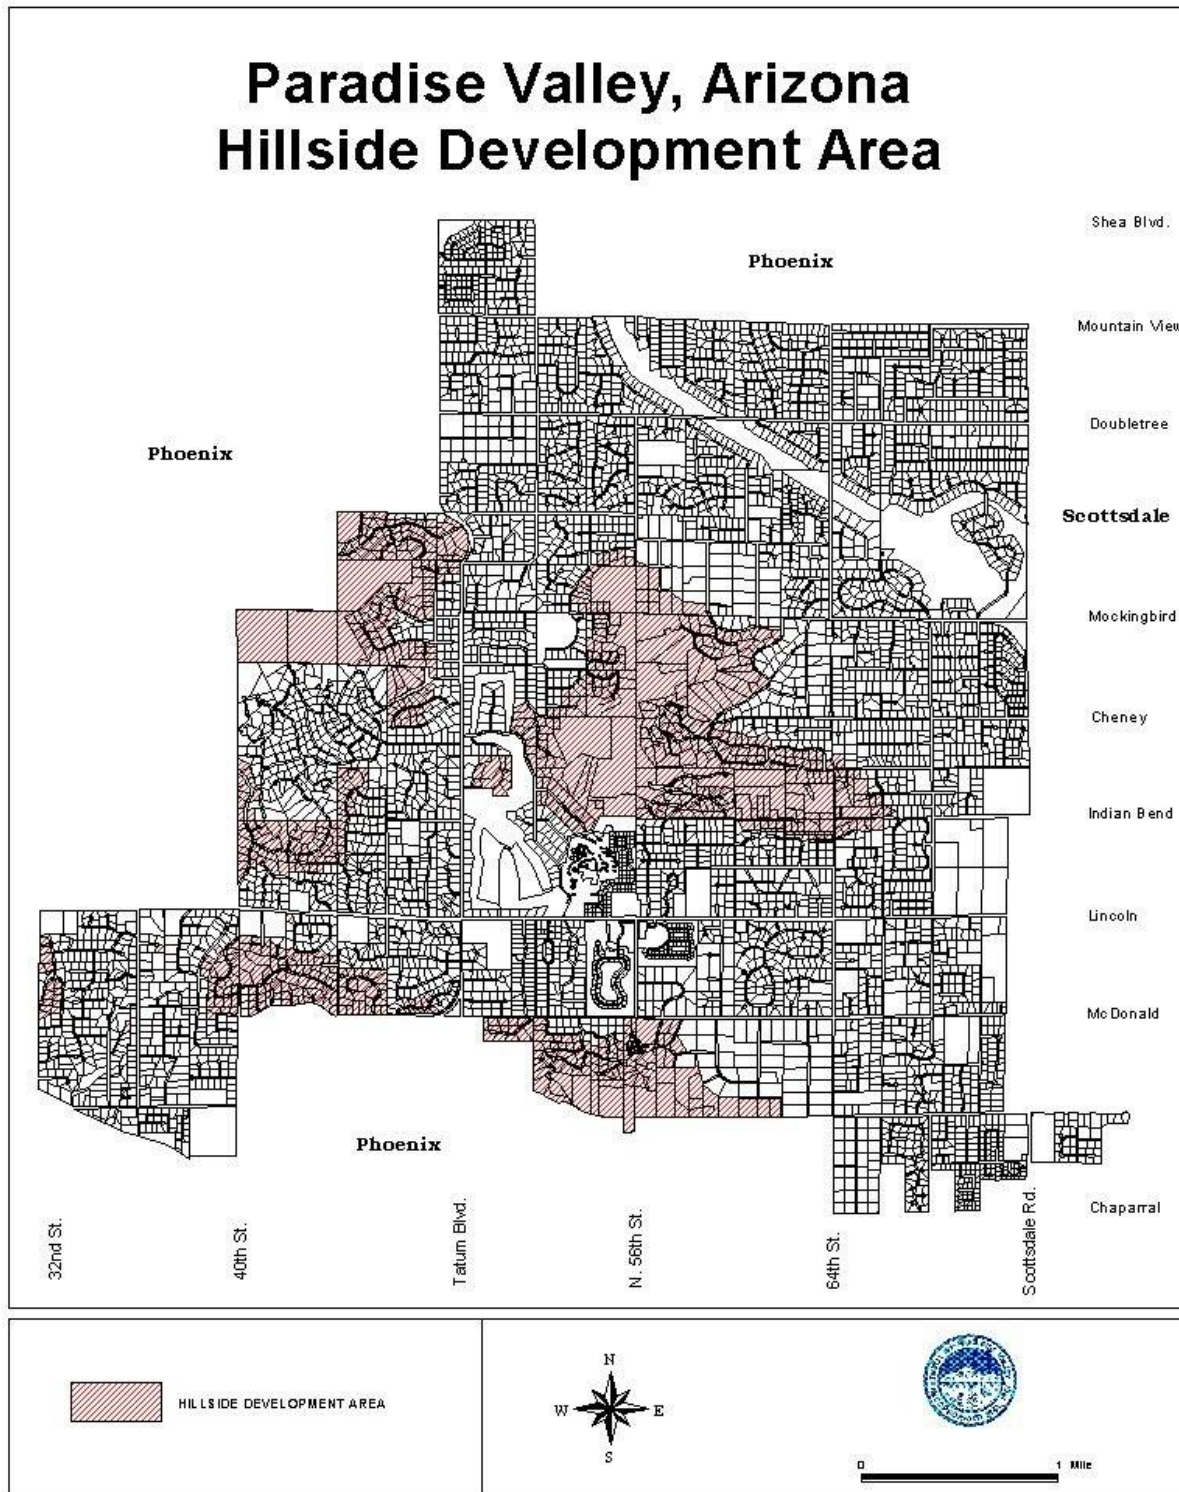 Paradise Valley, Arizona
Hillside Development Area
Shea Blvd.
Phoenix
Mountain View
Doubletree
Phoenix
Scottsdale
Mockingbird
Cheney
Indian Bend
Lincoln
McDonald
Phoenix
Chaparral
32nd St.
40th St.
Tatum Blvd.
N. 56th St.
64th St.
Scottsdale Rd.
HILLSIDE DEVELOPMENT AREA
N
W E
S
0 1 Mile